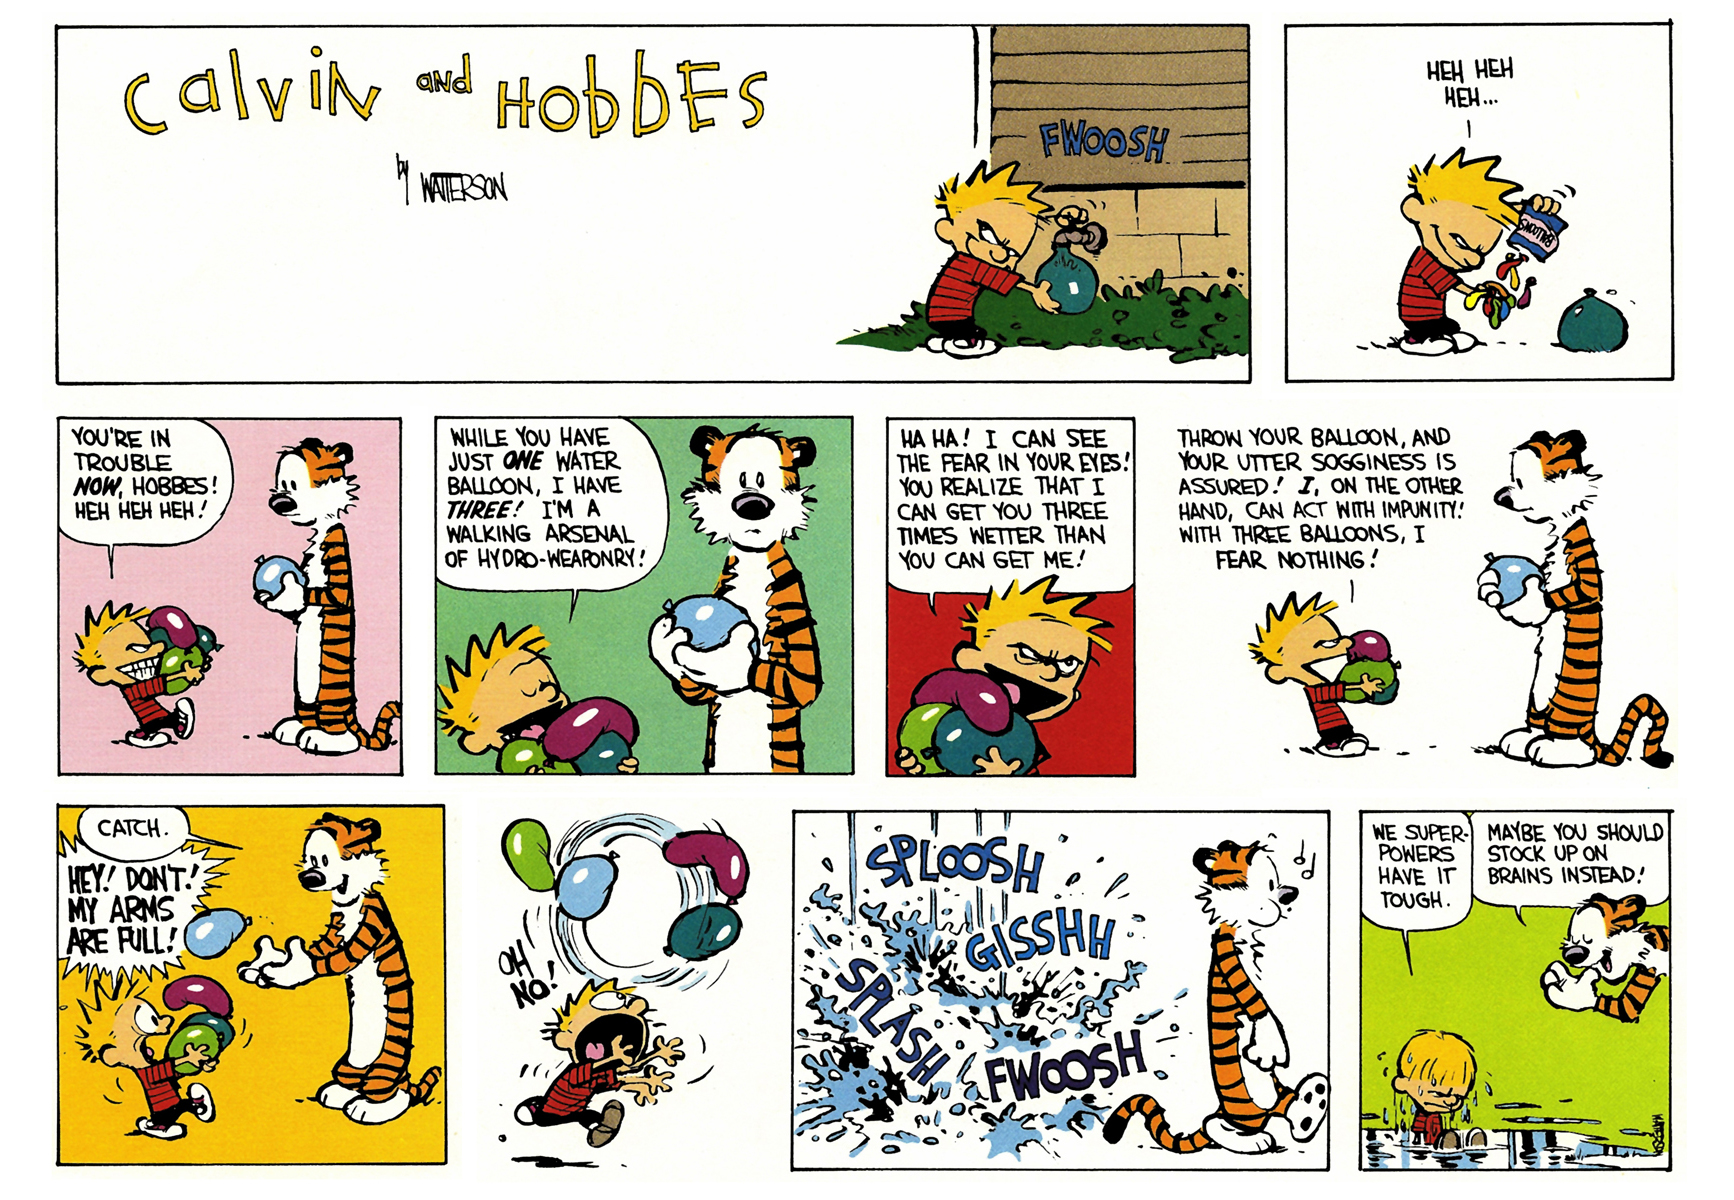 Calvin and HOBBES
by WATTERSON
FWOOSH
HEH HEH
HEH...
BALLOONS
YOU'RE IN
TROUBLE
NOW, HOBBES!
HEH HEH HEH!
WHILE YOU HAVE
JUST ONE WATER
BALLOON, I HAVE
THREE! I'M A
WALKING ARSENAL
OF HYDRO-WEAPONRY!
HA HA! I CAN SEE
THE FEAR IN YOUR EYES!
YOU REALIZE THAT I
CAN GET YOU THREE
TIMES WETTER THAN
YOU CAN GET ME!
THROW YOUR BALLOON, AND
YOUR UTTER SOGGINESS IS
ASSURED! I, ON THE OTHER
HAND, CAN ACT WITH IMPUNITY!
WITH THREE BALLOONS, I
FEAR NOTHING!
CATCH.
HEY! DON'T!
MY ARMS
ARE FULL!
OH
NO!
SPLOOSH
GISSHH
SPLASH
FWOOSH
WE SUPER-
POWERS
HAVE IT
TOUGH.
MAYBE YOU SHOULD
STOCK UP ON
BRAINS INSTEAD!
WATTERSON